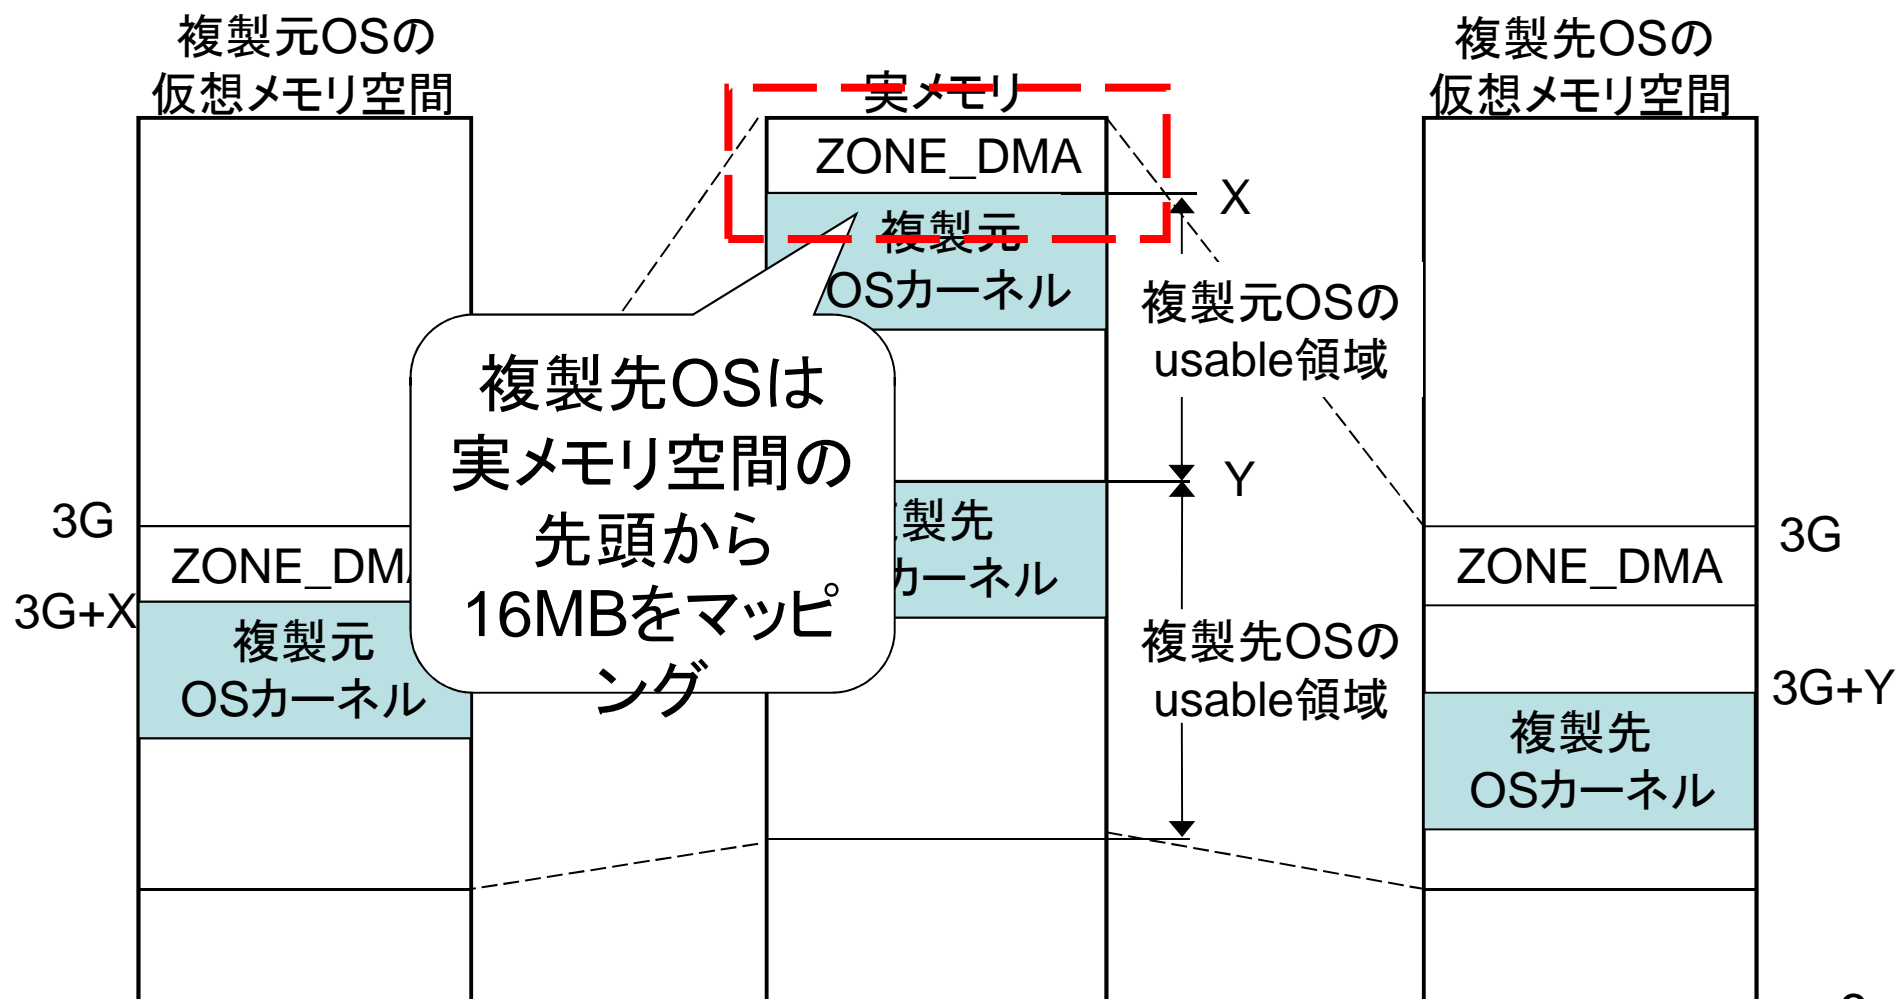 複製元OSの
仮想メモリ空間
実メモリ
複製先OSの
仮想メモリ空間
ZONE_DMA
X
複製元
OSカーネル
複製元OSの
usable領域
複製先OSは
実メモリ空間の
先頭から
16MBをマッピ
ング
Y
製先
カーネル
3G
ZONE_DM
3G+X
複製元
OSカーネル
複製先OSの
usable領域
3G
ZONE_DMA
3G+Y
複製先
OSカーネル